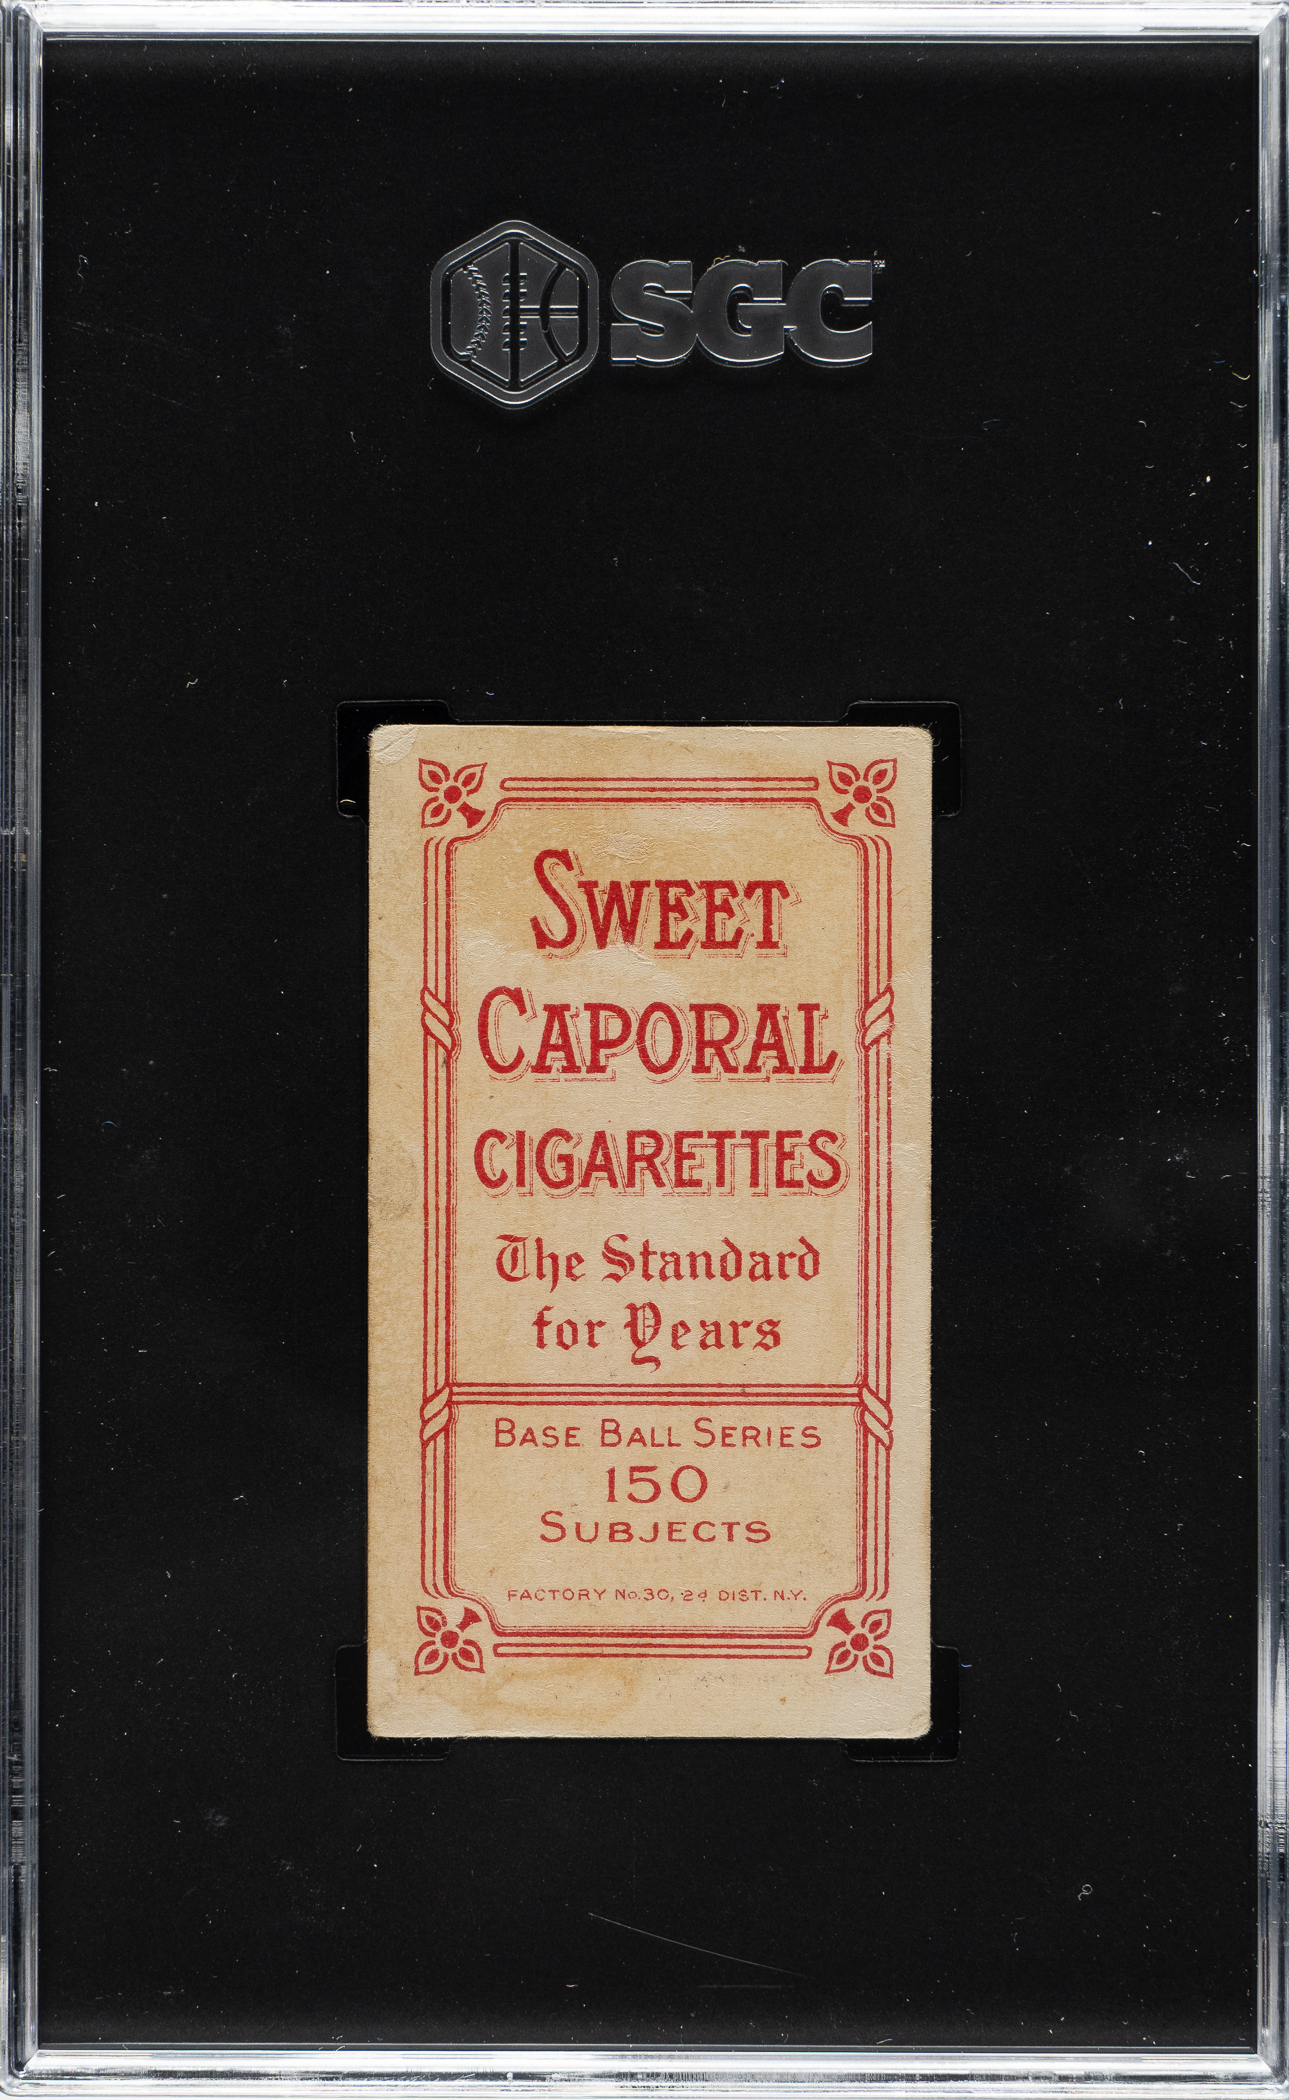 SGC
SWEET
CAPORAL
CIGARETTES
The Standard
for Years
BASE BALL SERIES
150
SUBJECTS
FACTORY No. 30, 2d DIST. N.Y.